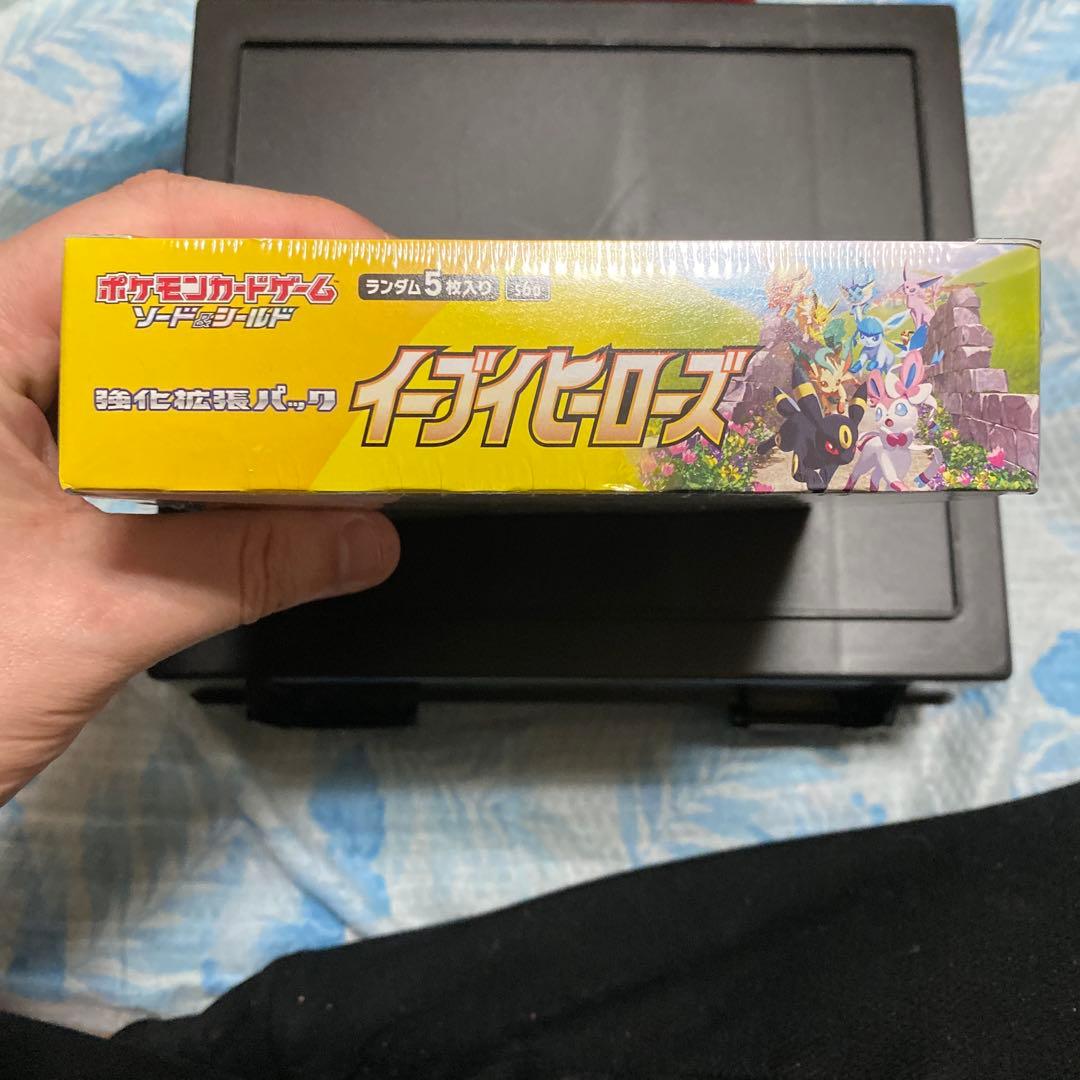 ポケモンカードゲーム
ソード&シールド
ランダム5枚入り
s6a
強化拡張パック
イーブイヒーローズ